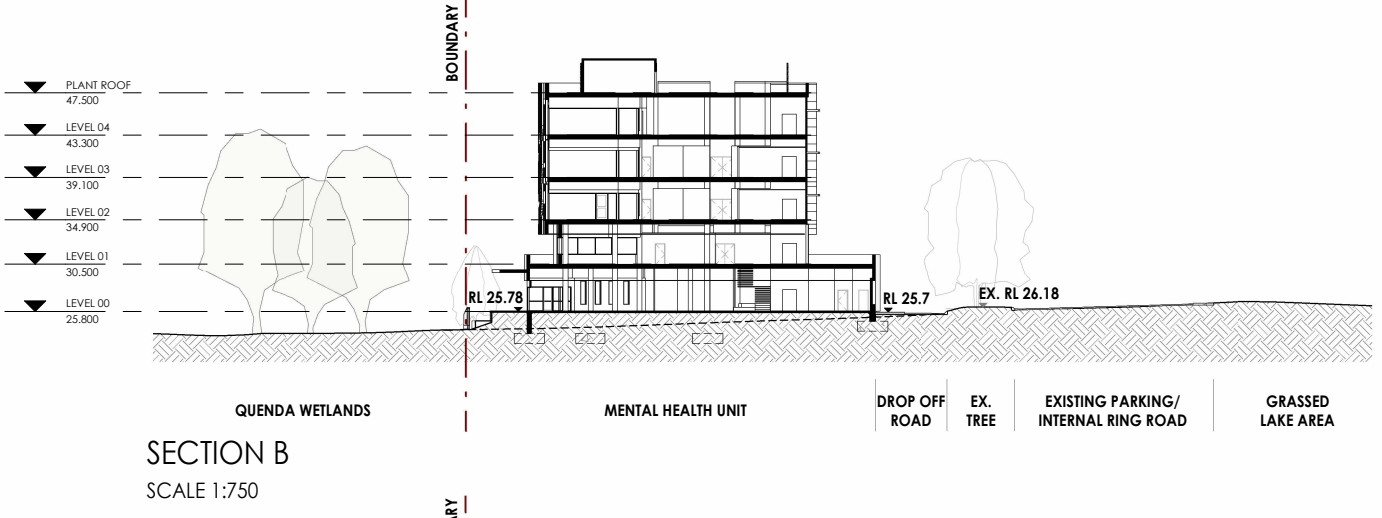 BOUNDARY
PLANT ROOF
47.500
LEVEL 04
43.300
LEVEL 03
39.100
LEVEL 02
34.900
LEVEL 01
30.500
LEVEL 00
25.800
RL 25.78
RL 25.7
EX. RL 26.18
QUENDA WETLANDS
MENTAL HEALTH UNIT
DROP OFF
ROAD
EX.
TREE
EXISTING PARKING/
INTERNAL RING ROAD
GRASSED
LAKE AREA
SECTION B
SCALE 1:750